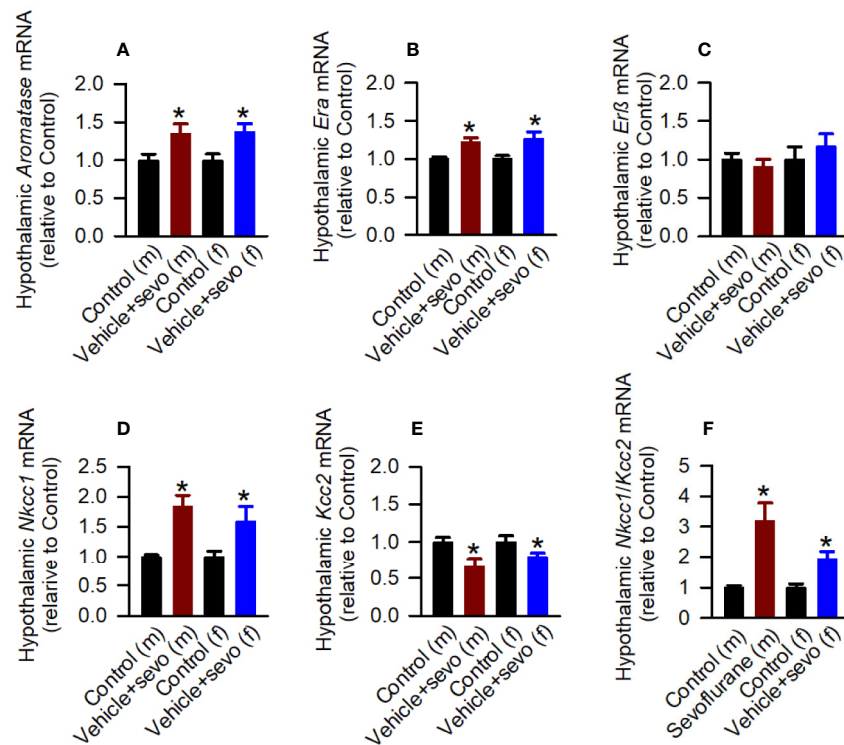 A
Hypothalamic Aromatase mRNA
(relative to Control)
2.0
1.5
1.0
0.5
0.0
*
*
Control (m)
Vehicle+sevo (m)
Control (f)
Vehicle+sevo (f)
B
Hypothalamic Era mRNA
(relative to Control)
2.0
1.5
1.0
0.5
0.0
*
*
Control (m)
Vehicle+sevo (m)
Control (f)
Vehicle+sevo (f)
C
Hypothalamic Erß mRNA
(relative to Control)
2.0
1.5
1.0
0.5
0.0
Control (m)
Vehicle+sevo (m)
Control (f)
Vehicle+sevo (f)
D
Hypothalamic Nkcc1 mRNA
(relarive to Control)
2.5
2.0
1.5
1.0
0.5
0.0
*
*
Control (m)
Vehicle+sevo (m)
Control (f)
Vehicle+sevo (f)
E
Hypothalamic Kcc2 mRNA
(relative to Control)
2.0
1.5
1.0
0.5
0.0
*
*
Control (m)
Vehicle+sevo (m)
Control (f)
Vehicle+sevo (f)
F
Hypothalamic Nkcc1/Kcc2 mRNA
(relative to Control)
5
4
3
2
1
0
*
*
Control (m)
Sevoflurane (m)
Control (f)
Vehicle+sevo (f)